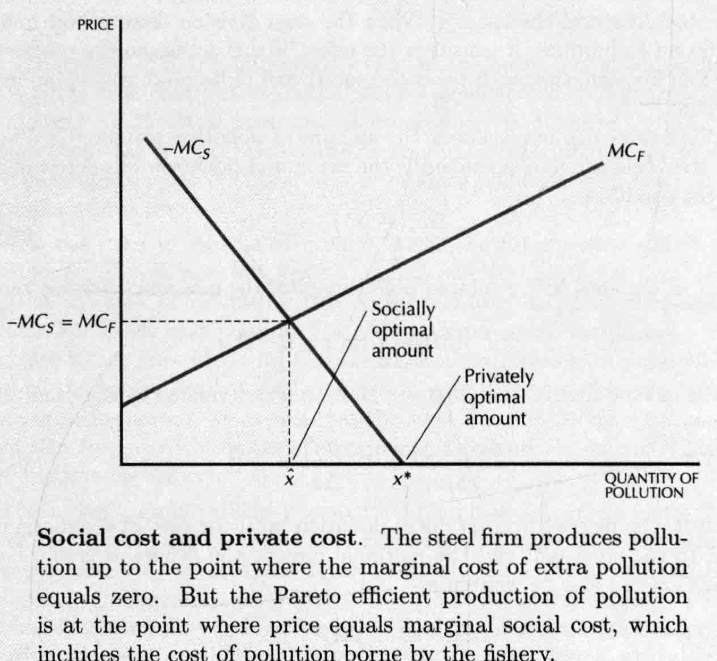 PRICE
–MC_S
MC_F
–MC_S = MC_F
Socially
optimal
amount
Privately
optimal
amount
x̂
x*
QUANTITY OF
POLLUTION
Social cost and private cost. The steel firm produces pollu-
tion up to the point where the marginal cost of extra pollution
equals zero. But the Pareto efficient production of pollution
is at the point where price equals marginal social cost, which
includes the cost of pollution borne by the fishery.